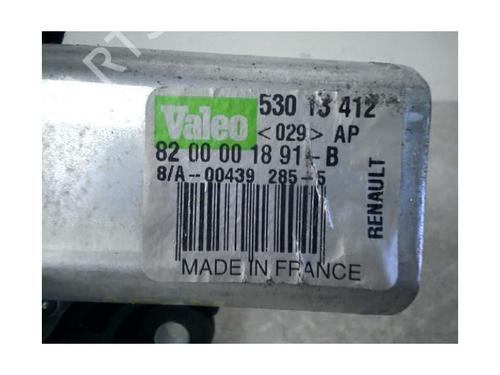 Valeo
530 13 412
<029> AP
82 00 00 18 91-B
8/A--00439 285-5
RENAULT
MADE IN FRANCE